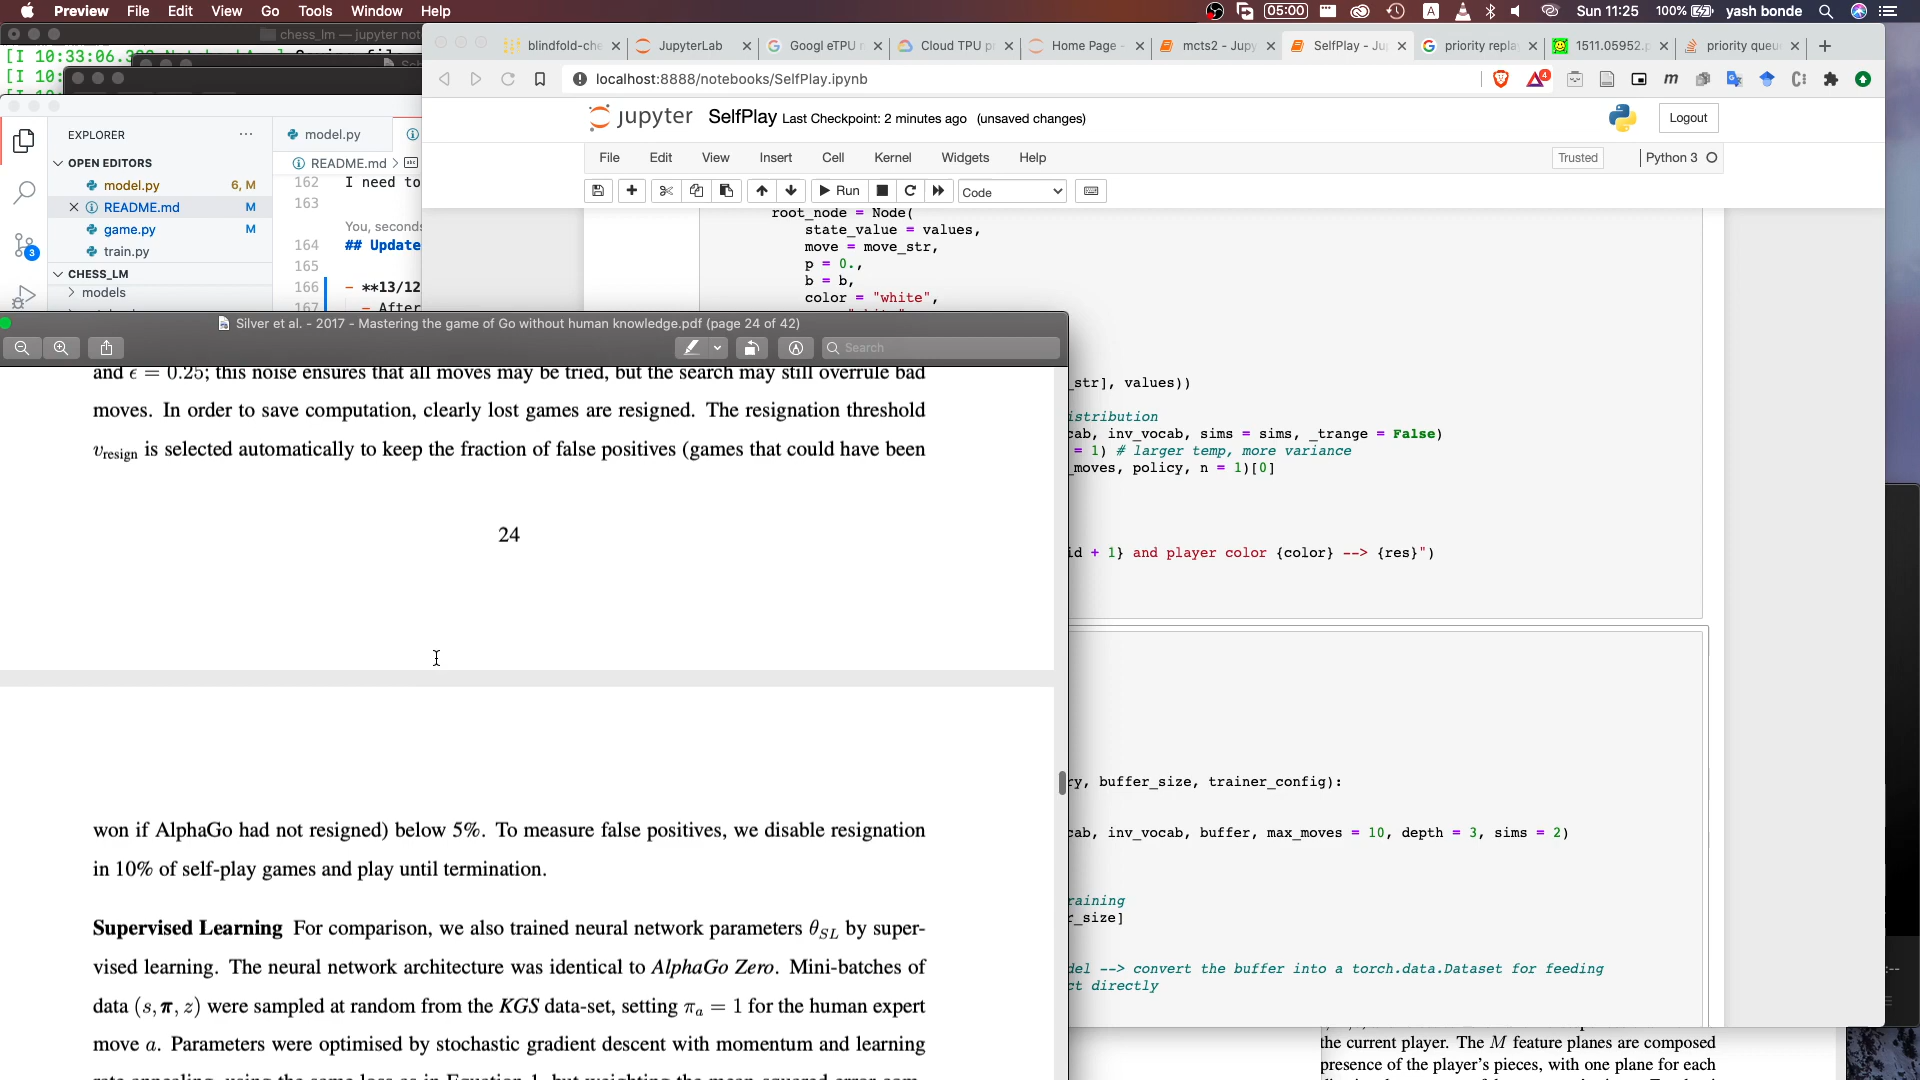 Preview File Edit View Go Tools Window Help
05:00 A Sun 11:25 100% yash bonde
chess_lm — jupyter not
[I 10:33:06.3
[I 10:
blindfold-che JupyterLab Googl eTPU n Cloud TPU p Home Page - mcts2 - Jupy SelfPlay - Ju priority repla 1511.05952.p priority queu
localhost:8888/notebooks/SelfPlay.ipynb
4
jupyter SelfPlay Last Checkpoint: 2 minutes ago (unsaved changes)
Logout
File Edit View Insert Cell Kernel Widgets Help
Trusted Python 3
Run Code
EXPLORER
OPEN EDITORS
model.py 6, M
README.md M
game.py M
train.py
3
CHESS_LM
models
model.py
README.md >
162 I need to
163
You, seconds
164 ## Update
165
166 - **13/12
167 - After
root_node = Node(
state_value = values,
move = move_str,
p = 0.,
b = b,
color = "white",
_str], values))
istribution
cab, inv_vocab, sims = sims, _trange = False)
= 1) # larger temp, more variance
_moves, policy, n = 1)[0]
id + 1} and player color {color} --> {res}")
ry, buffer_size, trainer_config):
cab, inv_vocab, buffer, max_moves = 10, depth = 3, sims = 2)
raining
r_size]
del --> convert the buffer into a torch.data.Dataset for feeding
ct directly
Silver et al. - 2017 - Mastering the game of Go without human knowledge.pdf (page 24 of 42)
Search
and ϵ = 0.25; this noise ensures that all moves may be tried, but the search may still overrule bad
moves. In order to save computation, clearly lost games are resigned. The resignation threshold
v_resign is selected automatically to keep the fraction of false positives (games that could have been
24
won if AlphaGo had not resigned) below 5%. To measure false positives, we disable resignation
in 10% of self-play games and play until termination.
Supervised Learning For comparison, we also trained neural network parameters θ_SL by super-
vised learning. The neural network architecture was identical to AlphaGo Zero. Mini-batches of
data (s, π, z) were sampled at random from the KGS data-set, setting π_a = 1 for the human expert
move a. Parameters were optimised by stochastic gradient descent with momentum and learning
the current player. The M feature planes are composed
presence of the player's pieces, with one plane for each